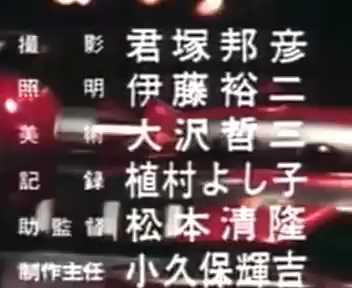 撮影 君塚邦彦
照明 伊藤裕二
美術 大沢哲三
記録 植村よし子
助監督 松本清隆
制作主任 小久保輝吉